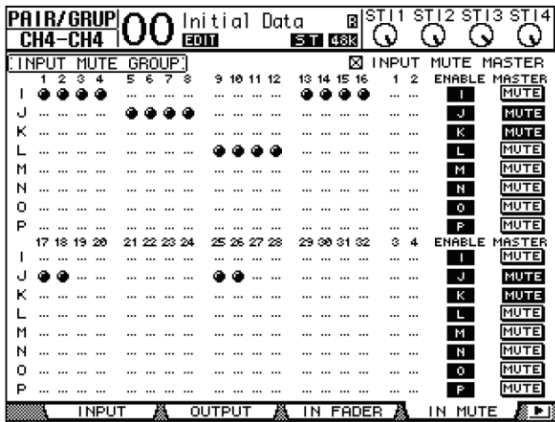 PAIR/GRUP 00 Initial Data R ST11 ST12 ST13 ST14
CH4-CH4 EDIT ST 48K
INPUT MUTE GROUP INPUT MUTE MASTER
1 2 3 4 5 6 7 8 9 10 11 12 13 14 15 16 1 2 ENABLE MASTER
I I MUTE
J J MUTE
K K MUTE
L L MUTE
M M MUTE
N N MUTE
O O MUTE
P P MUTE
17 18 19 20 21 22 23 24 25 26 27 28 29 30 31 32 3 4 ENABLE MASTER
I I MUTE
J J MUTE
K K MUTE
L L MUTE
M M MUTE
N N MUTE
O O MUTE
P P MUTE
INPUT OUTPUT IN FADER IN MUTE